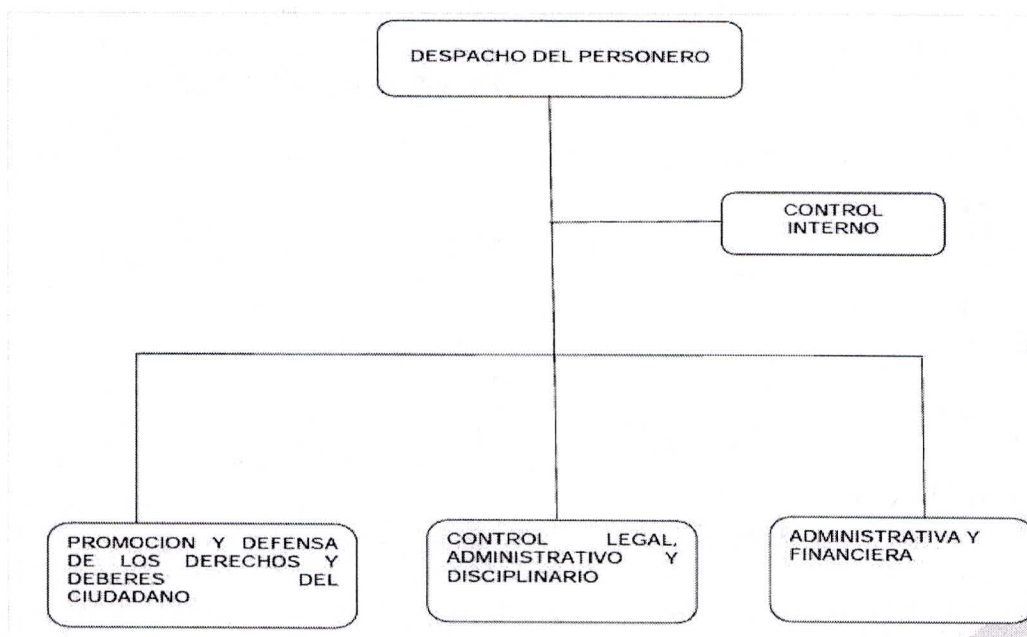 DESPACHO DEL PERSONERO
CONTROL
INTERNO
PROMOCION Y DEFENSA
DE LOS DERECHOS Y
DEBERES DEL
CIUDADANO
CONTROL LEGAL,
ADMINISTRATIVO Y
DISCIPLINARIO
ADMINISTRATIVA Y
FINANCIERA